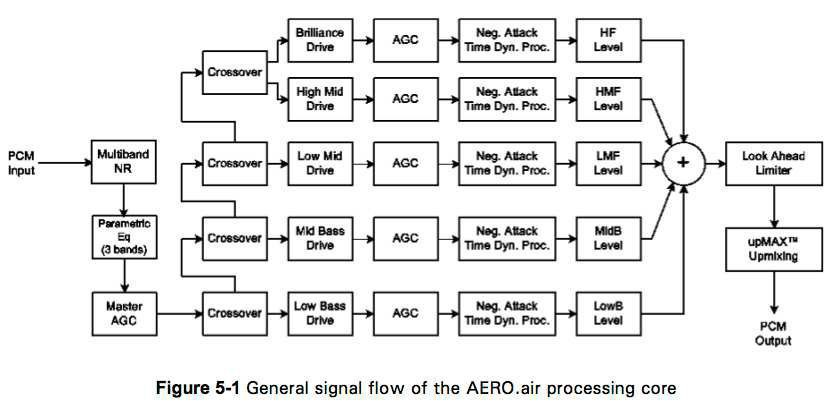 Brilliance
Drive
AGC
Neg. Attack
Time Dyn. Proc.
HF
Level
Crossover
High Mid
Drive
AGC
Neg. Attack
Time Dyn. Proc.
HMF
Level
PCM
Input
Multiband
NR
Crossover
Low Mid
Drive
AGC
Neg. Attack
Time Dyn. Proc.
LMF
Level
+
Look Ahead
Limiter
Parametric
Eq
(3 bands)
Crossover
Mid Bass
Drive
AGC
Neg. Attack
Time Dyn. Proc.
MidB
Level
upMAX™
Upmixing
Master
AGC
Crossover
Low Bass
Drive
AGC
Neg. Attack
Time Dyn. Proc.
LowB
Level
PCM
Output
Figure 5-1 General signal flow of the AERO.air processing core